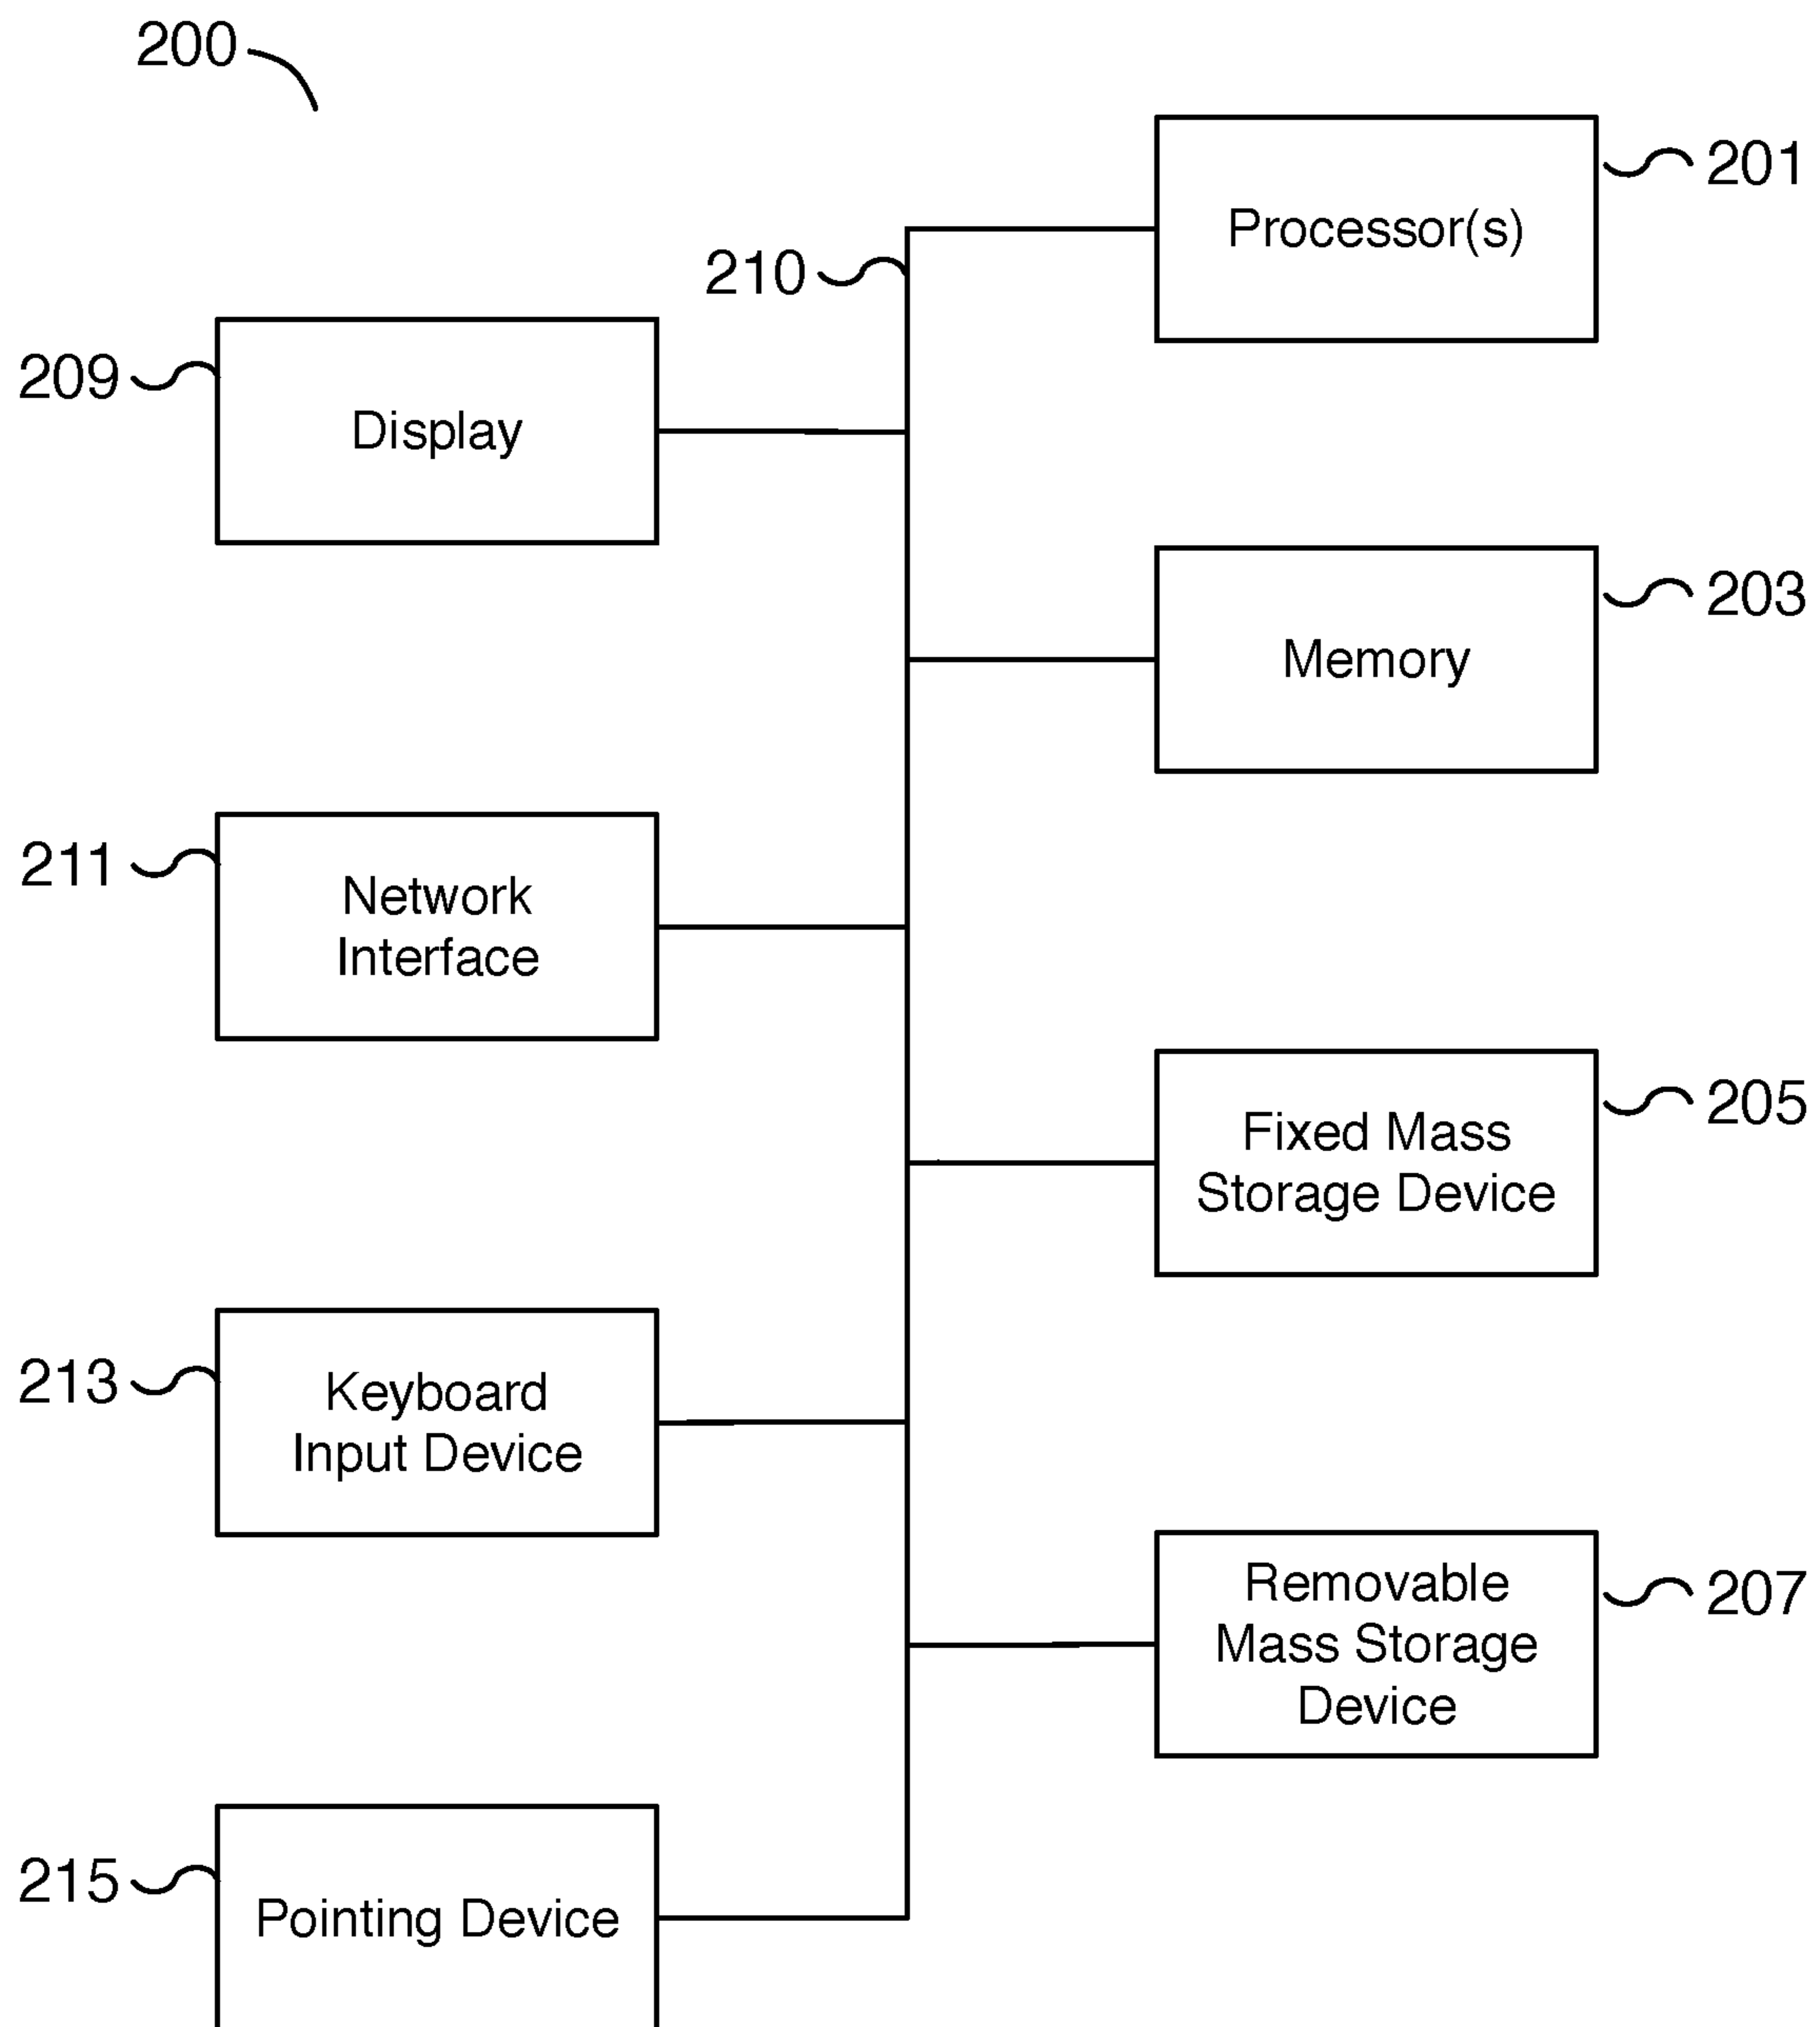 200
201
Processor(s)
210
209
Display
203
Memory
211
Network
Interface
205
Fixed Mass
Storage Device
213
Keyboard
Input Device
207
Removable
Mass Storage
Device
215
Pointing Device